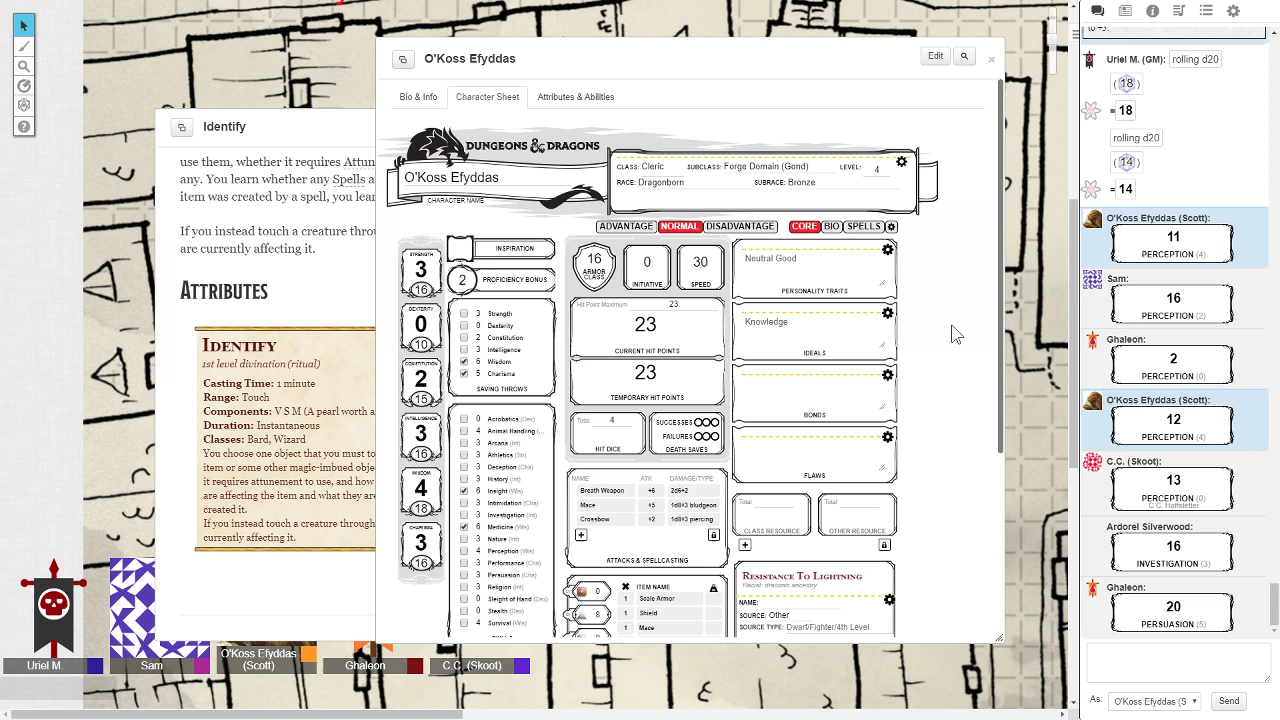 Identify
use them, whether it requires Attun
any. You learn whether any Spells a
item was created by a spell, you lear
If you instead touch a creature throu
are currently affecting it.
ATTRIBUTES
IDENTIFY
1st level divination (ritual)
Casting Time: 1 minute
Range: Touch
Components: V S M (A pearl worth a
Duration: Instantaneous
Classes: Bard, Wizard
You choose one object that you must to
item or some other magic-imbued obje
it requires attunement to use, and how
are affecting the item and what they are
created it.
If you instead touch a creature through
currently affecting it.
O'Koss Efyddas
Edit
Bio & Info
Character Sheet
Attributes & Abilities
DUNGEONS & DRAGONS
O'Koss Efyddas
CHARACTER NAME
CLASS: Cleric SUBCLASS: Forge Domain (Gond) LEVEL: 4
RACE: Dragonborn SUBRACE: Bronze
ADVANTAGE NORMAL DISADVANTAGE CORE BIO SPELLS
STRENGTH
3
16
DEXTERITY
0
10
CONSTITUTION
2
15
INTELLIGENCE
3
16
WISDOM
4
18
CHARISMA
3
16
INSPIRATION
2 PROFICIENCY BONUS
3 Strength
0 Dexterity
2 Constitution
3 Intelligence
6 Wisdom
5 Charisma
SAVING THROWS
0 Acrobatics (Dex)
4 Animal Handling (...
3 Arcana (Int)
3 Athletics (Str)
3 Deception (Cha)
3 History (Int)
6 Insight (Wis)
3 Intimidation (Cha)
3 Investigation (Int)
6 Medicine (Wis)
3 Nature (Int)
4 Perception (Wis)
3 Performance (Cha)
3 Persuasion (Cha)
3 Religion (Int)
0 Sleight of Hand (Dex)
0 Stealth (Dex)
4 Survival (Wis)
16
ARMOR
CLASS
0
INITIATIVE
30
SPEED
Hit Point Maximum 23
23
CURRENT HIT POINTS
23
TEMPORARY HIT POINTS
Total 4
HIT DICE
SUCCESSES
FAILURES
DEATH SAVES
NAME ATK DAMAGE/TYPE
Breath Weapon +6 2d6+2
Mace +5 1d8+3 bludgeon
Crossbow +2 1d8+3 piercing
ATTACKS & SPELLCASTING
0
8
0
ITEM NAME
1 Scale Armor
1 Shield
1 Mace
Neutral Good
PERSONALITY TRAITS
Knowledge
IDEALS
BONDS
FLAWS
Total
CLASS RESOURCE
Total
OTHER RESOURCE
RESISTANCE TO LIGHTNING
Racial: draconic ancestry
NAME:
SOURCE: Other
SOURCE TYPE: Dwarf/Fighter/4th Level
Uriel M.
Sam
O'Koss Efyddas
(Scott)
Ghaleon
C.C. (Skoot)
to +5.
Uriel M. (GM): rolling d20
(18)
= 18
rolling d20
(14)
= 14
O'Koss Efyddas (Scott):
11
PERCEPTION (4)
Sam:
16
PERCEPTION (2)
Ghaleon:
2
PERCEPTION (0)
O'Koss Efyddas (Scott):
12
PERCEPTION (4)
C.C. (Skoot):
13
PERCEPTION (0)
C.C. Hoffstetter
Ardorel Silverwood:
16
INVESTIGATION (3)
Ghaleon:
20
PERSUASION (5)
As: O'Koss Efyddas (S
Send